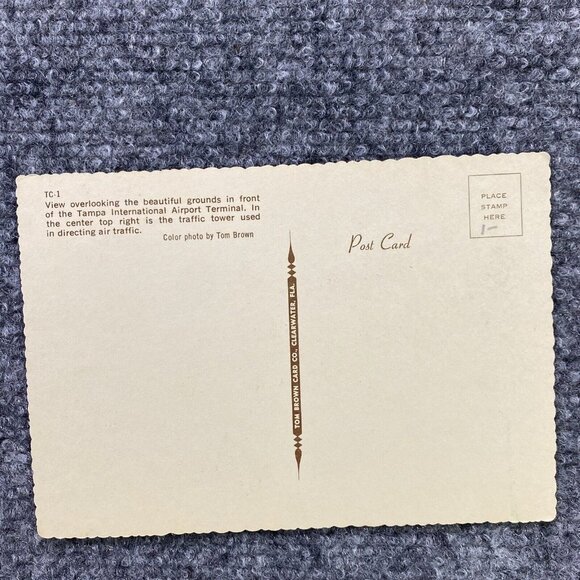 TC-1
View overlooking the beautiful grounds in front
of the Tampa International Airport Terminal. In
the center top right is the traffic tower used
in directing air traffic.
Color photo by Tom Brown
TOM BROWN CARD CO., CLEARWATER, FLA.
Post Card
PLACE
STAMP
HERE
1-